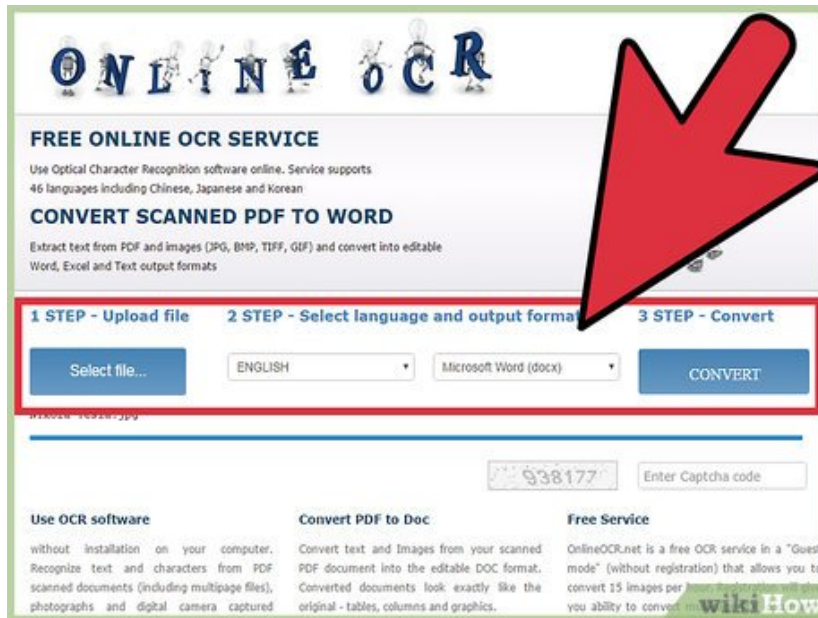 ONLINE OCR
FREE ONLINE OCR SERVICE
Use Optical Character Recognition software online. Service supports
46 languages including Chinese, Japanese and Korean
CONVERT SCANNED PDF TO WORD
Extract text from PDF and images (JPG, BMP, TIFF, GIF) and convert into editable
Word, Excel and Text output formats
1 STEP - Upload file 2 STEP - Select language and output format 3 STEP - Convert
Select file... ENGLISH Microsoft Word (docx) CONVERT
938177 Enter Captcha code
Use OCR software Convert PDF to Doc Free Service
without installation on your computer. Convert text and Images from your scanned OnlineOCR.net is a free OCR service in a "Guest
Recognize text and characters from PDF PDF document into the editable DOC format. mode" (without registration) that allows you to
scanned documents (including multipage files), Converted documents look exactly like the convert 15 images per hour. Registration will give
photographs and digital camera captured original - tables, columns and graphics. you ability to convert
wikiHow